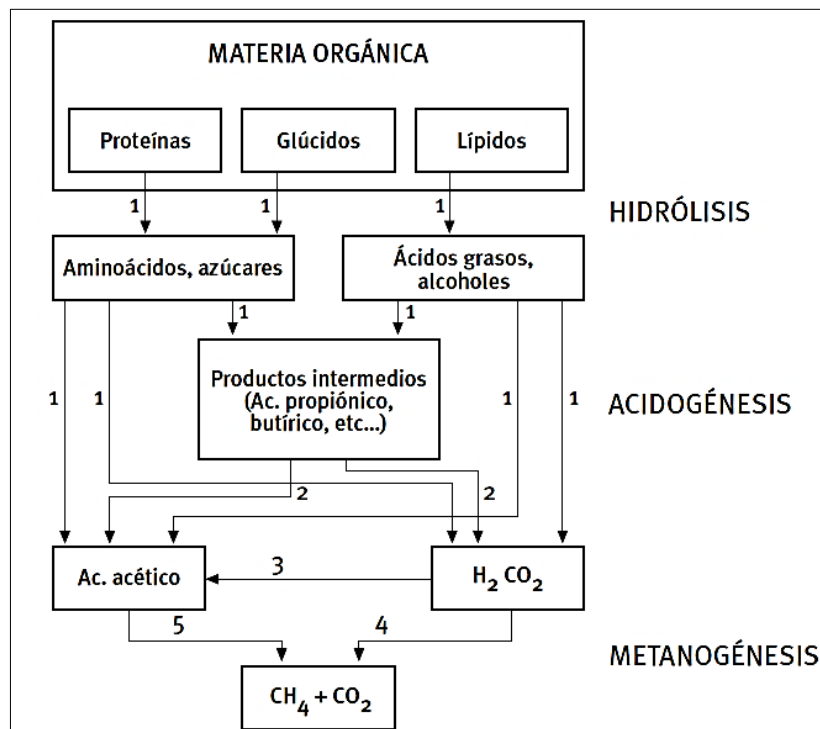 MATERIA ORGÁNICA
Proteínas
Glúcidos
Lípidos
1
1
1
HIDRÓLISIS
Aminoácidos, azúcares
Ácidos grasos,
alcoholes
1
1
Productos intermedios
(Ac. propiónico,
butírico, etc...)
1
1
1
1
ACIDOGÉNESIS
2
2
Ac. acético
3
H₂ CO₂
5
4
METANOGÉNESIS
CH₄ + CO₂